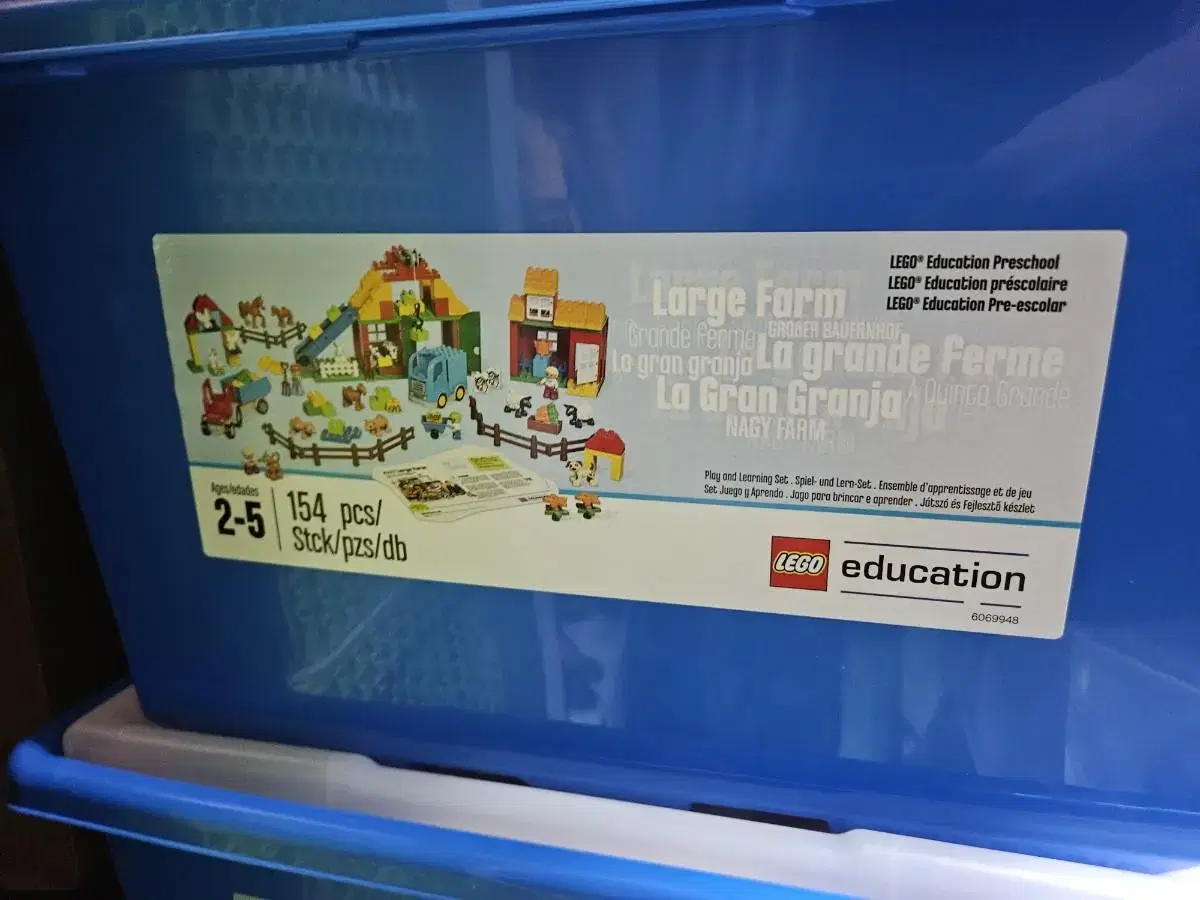 LEGO® Education Preschool
LEGO® Education préscolaire
LEGO® Education Pre-escolar
Large Farm
Grande ferme GROßER BAUERNHOF
La gran granja La grande ferme
La Gran Granja A Quinta Grande
NAGY FARM
Play and Learning Set . Spiel- und Lern-Set . Ensemble d'apprentissage et de jeu
Set Juego y Aprendo . Jogo para brincar e aprender . Játszó és Fejlesztő készlet
Ages/edades
2-5
154 pcs/
Stck/pzs/db
LEGO education
6069948